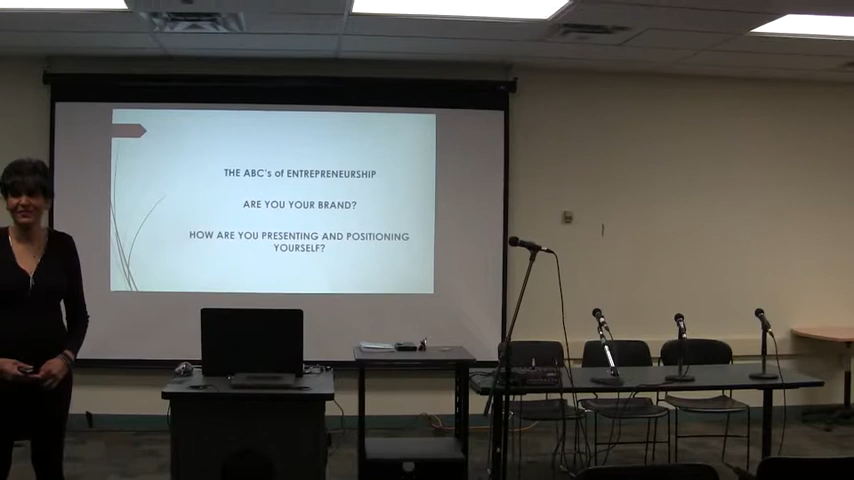 THE ABC's of ENTREPRENEURSHIP
ARE YOU YOUR BRAND?
HOW ARE YOU PRESENTING AND POSITIONING
YOURSELF?